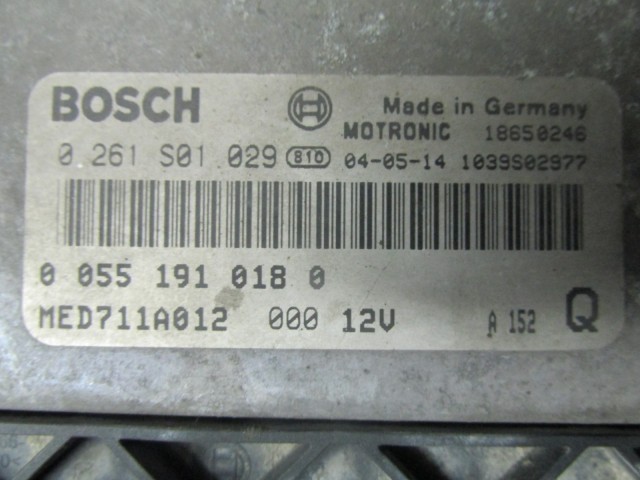 BOSCH
Made in Germany
MOTRONIC 18650246
0 261 S01 029 810 04-05-14 1039S02977
0 055 191 018 0
MED711A012 000 12V A 152 Q